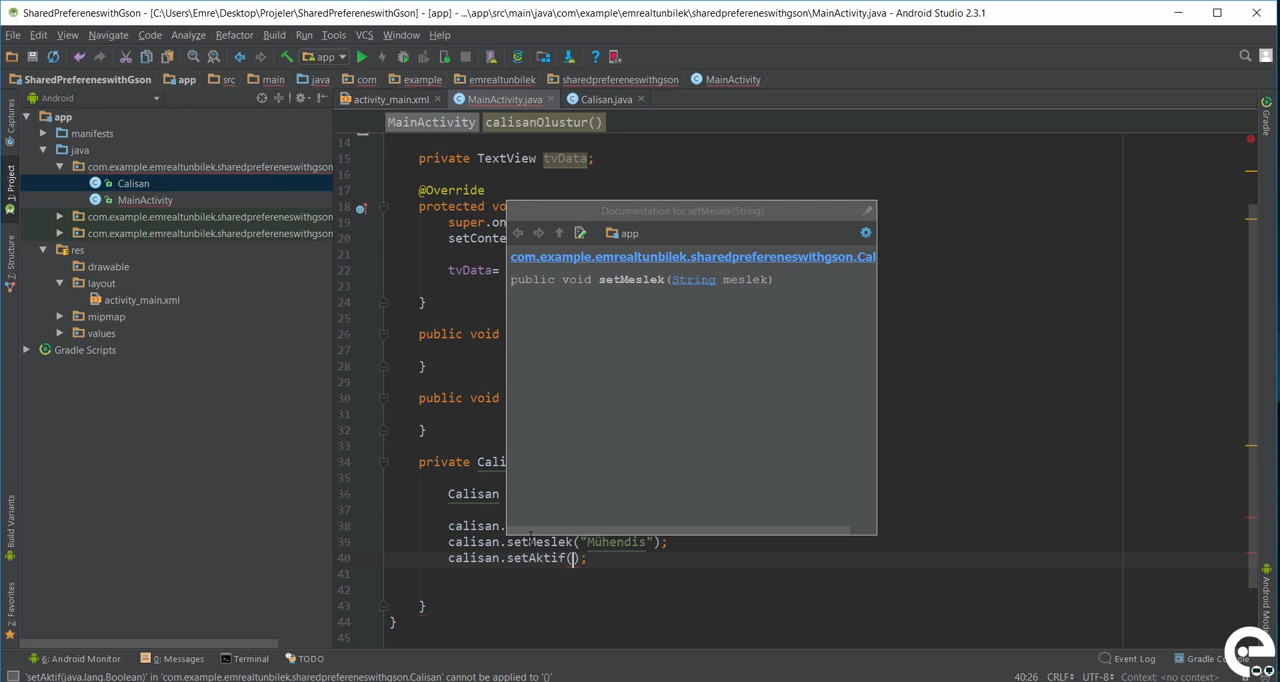 SharedPrefereneswithGson - [C:\Users\Emre\Desktop\Projeler\SharedPrefereneswithGson] - [app] - ...\app\src\main\java\com\example\emrealtunbilek\sharedprefereneswithgson\MainActivity.java - Android Studio 2.3.1
File Edit View Navigate Code Analyze Refactor Build Run Tools VCS Window Help
app
SharedPrefereneswithGson app src main java com example emrealtunbilek sharedprefereneswithgson MainActivity
Android
activity_main.xml MainActivity.java Calisan.java
MainActivity calisanOlustur()
Captures
1: Project
7: Structure
Build Variants
2: Favorites
app
manifests
java
com.example.emrealtunbilek.sharedprefereneswithgson
Calisan
MainActivity
com.example.emrealtunbilek.sharedprefereneswithgson
com.example.emrealtunbilek.sharedprefereneswithgson
res
drawable
layout
activity_main.xml
mipmap
values
Gradle Scripts
14
15 private TextView tvData;
16
17 @Override
18 protected vo
19 super.on
20 setConte
21
22 tvData=
23
24 }
25
26 public void
27
28 }
29
30 public void
31
32 }
33
34 private Cali
35
36 Calisan
37
38 calisan.
39 calisan.setMeslek("Mühendis");
40 calisan.setAktif();
41
42
43 }
44 }
45
Documentation for setMeslek(String)
app
com.example.emrealtunbilek.sharedprefereneswithgson.Cal
public void setMeslek(String meslek)
Gradle
Android Model
6: Android Monitor 0: Messages Terminal TODO Event Log Gradle
'setAktif(java.lang.Boolean)' in 'com.example.emrealtunbilek.sharedprefereneswithgson.Calisan' cannot be applied to '()'
40:26 CRLF UTF-8 Context: <no context>